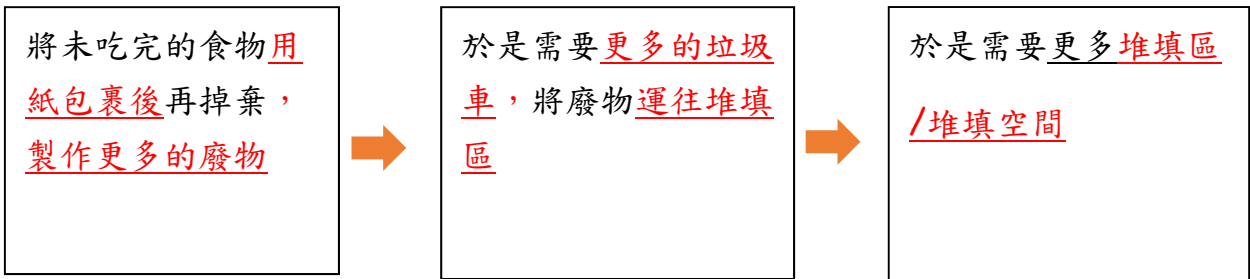 將未吃完的食物用
紙包裹後再掉棄，
製作更多的廢物
於是需要更多的垃圾
車，將廢物運往堆填
區
於是需要更多堆填區
/堆填空間